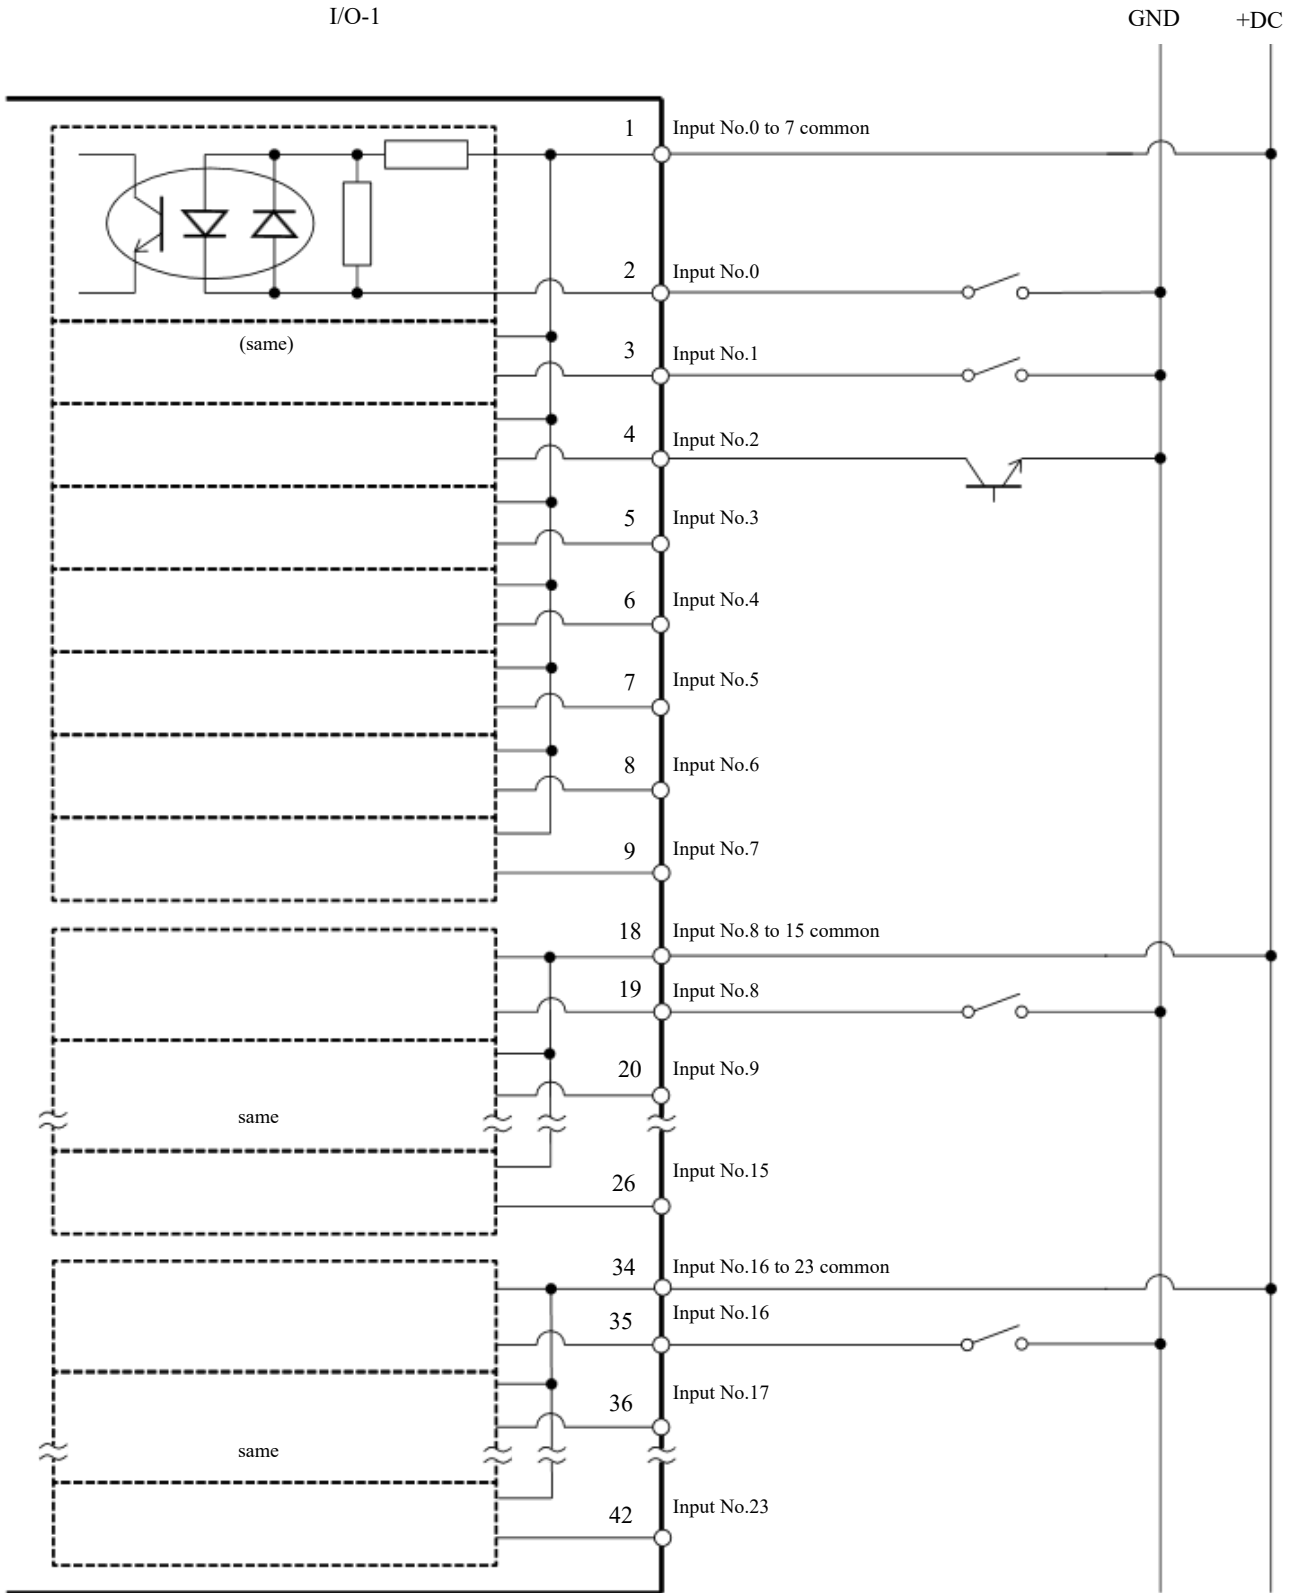 I/O-1
GND
+DC
1 Input No.0 to 7 common
2 Input No.0
(same)
3 Input No.1
4 Input No.2
5 Input No.3
6 Input No.4
7 Input No.5
8 Input No.6
9 Input No.7
18 Input No.8 to 15 common
19 Input No.8
20 Input No.9
same
26 Input No.15
34 Input No.16 to 23 common
35 Input No.16
36 Input No.17
same
42 Input No.23